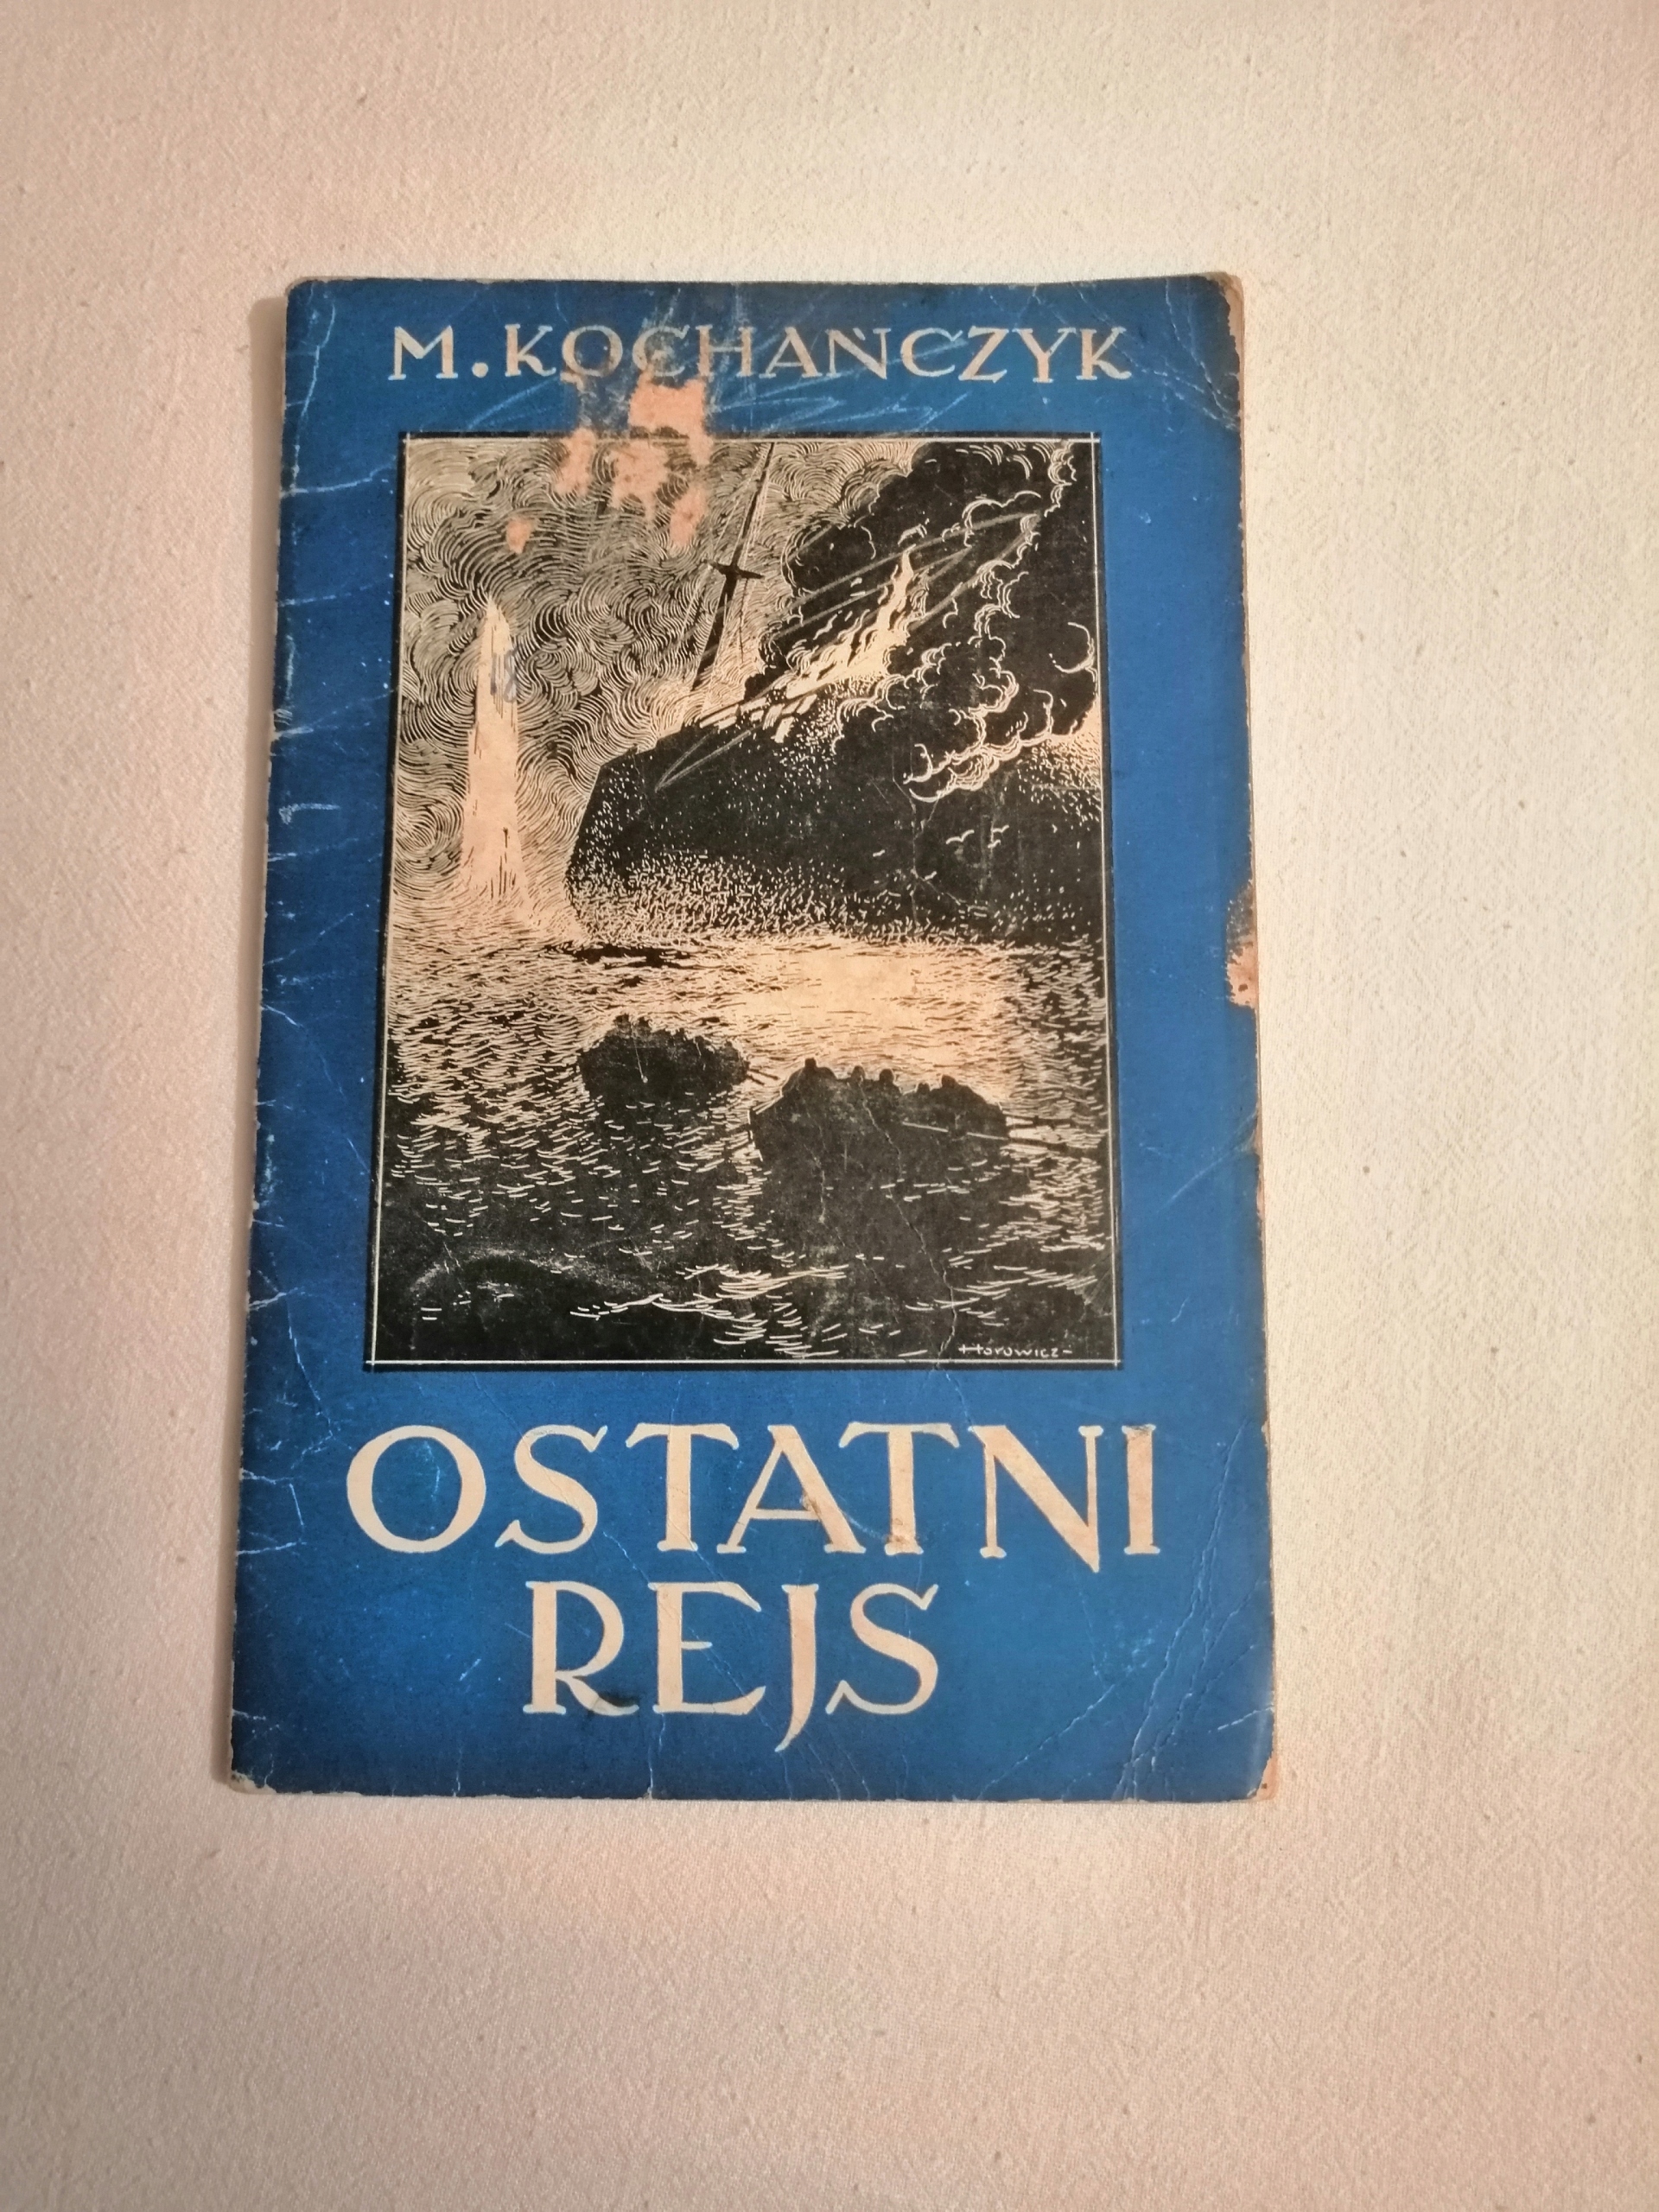 M. KOCHAŃCZYK
Horowicz
OSTATNI
REJS